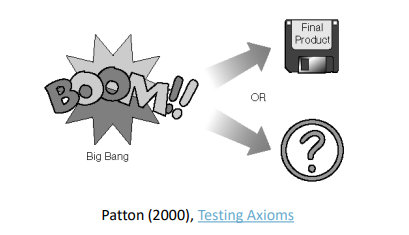 Final
Product
BOOM!!
OR
?
Big Bang
Patton (2000), Testing Axioms